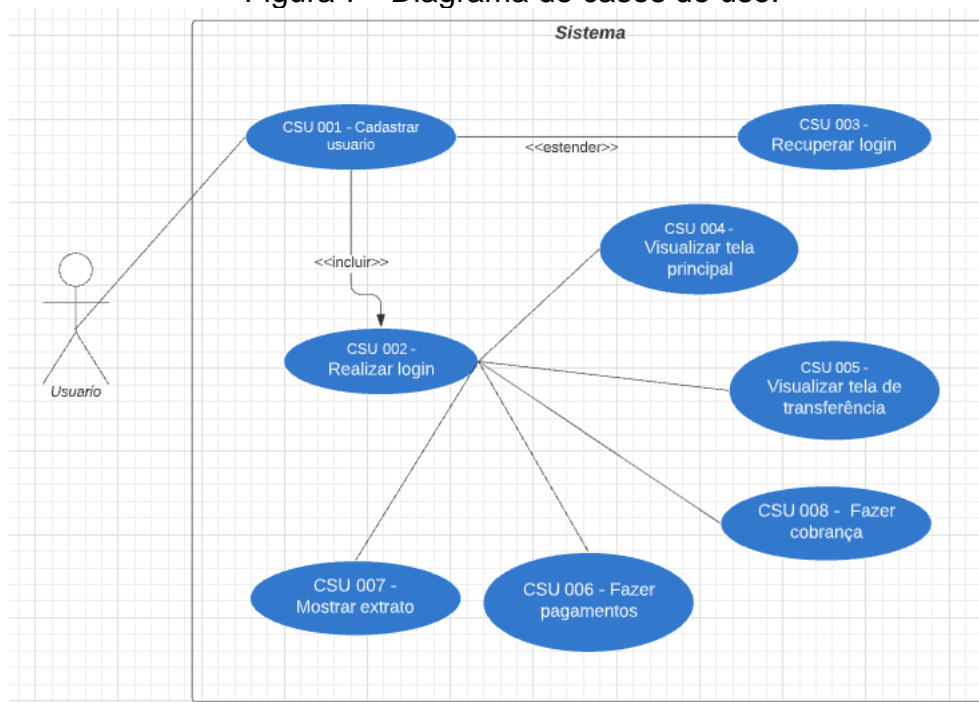 Sistema
CSU 001 - Cadastrar
usuario
<<estender>>
CSU 003 -
Recuperar login
CSU 004 -
Visualizar tela
principal
<<incluir>>
CSU 002 -
Realizar login
Usuario
CSU 005 -
Visualizar tela de
transferência
CSU 008 - Fazer
cobrança
CSU 007 -
Mostrar extrato
CSU 006 - Fazer
pagamentos